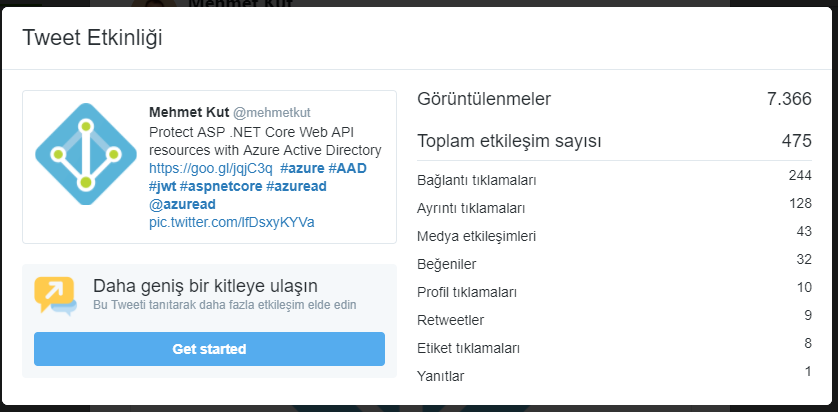 Mehmet Kut
Tweet Etkinliği
Mehmet Kut @mehmetkut
Protect ASP .NET Core Web API
resources with Azure Active Directory
https://goo.gl/jqjC3q #azure #AAD
#jwt #aspnetcore #azuread
@azuread
pic.twitter.com/lfDsxyKYVa
Daha geniş bir kitleye ulaşın
Bu Tweeti tanıtarak daha fazla etkileşim elde edin
Get started
Görüntülenmeler 7.366
Toplam etkileşim sayısı 475
Bağlantı tıklamaları 244
Ayrıntı tıklamaları 128
Medya etkileşimleri 43
Beğeniler 32
Profil tıklamaları 10
Retweetler 9
Etiket tıklamaları 8
Yanıtlar 1